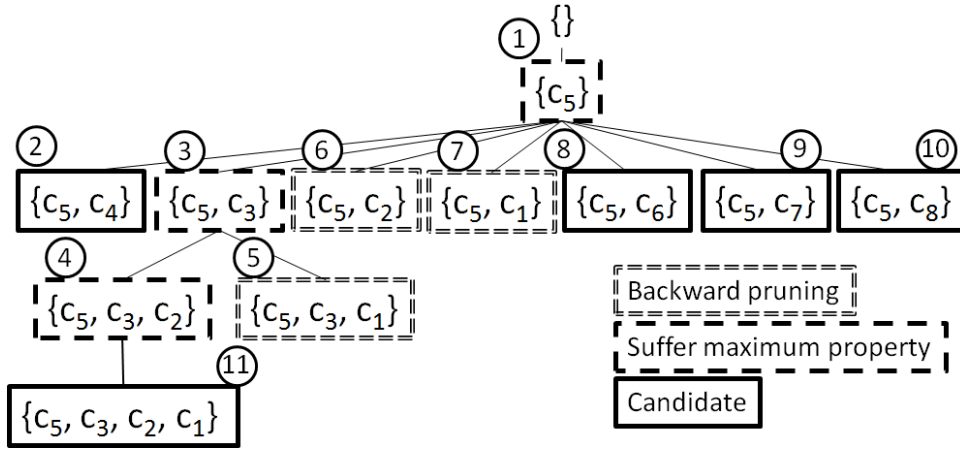 {}
1
{c₅}
2 3 6 7 8 9 10
{c₅, c₄} {c₅, c₃} {c₅, c₂} {c₅, c₁} {c₅, c₆} {c₅, c₇} {c₅, c₈}
4 5
{c₅, c₃, c₂} {c₅, c₃, c₁}
11
{c₅, c₃, c₂, c₁}
Backward pruning
Suffer maximum property
Candidate